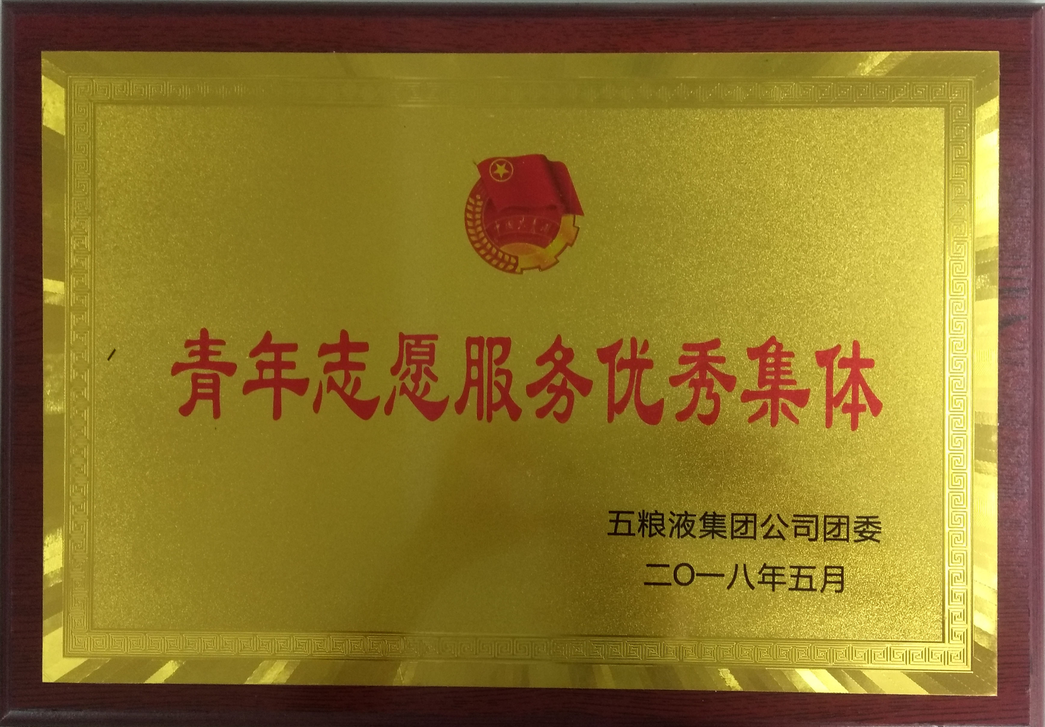 青年志愿服务优秀集体
五粮液集团公司团委
二〇一八年五月